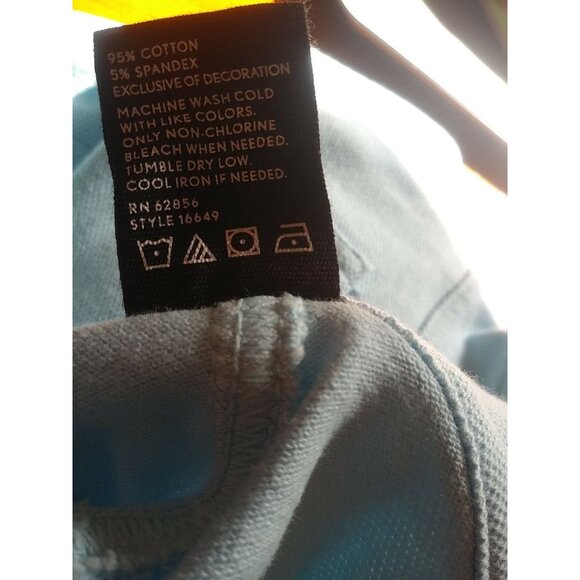 95% COTTON
5% SPANDEX
EXCLUSIVE OF DECORATION
MACHINE WASH COLD
WITH LIKE COLORS.
ONLY NON-CHLORINE
BLEACH WHEN NEEDED.
TUMBLE DRY LOW.
COOL IRON IF NEEDED.
RN 62856
STYLE 16649